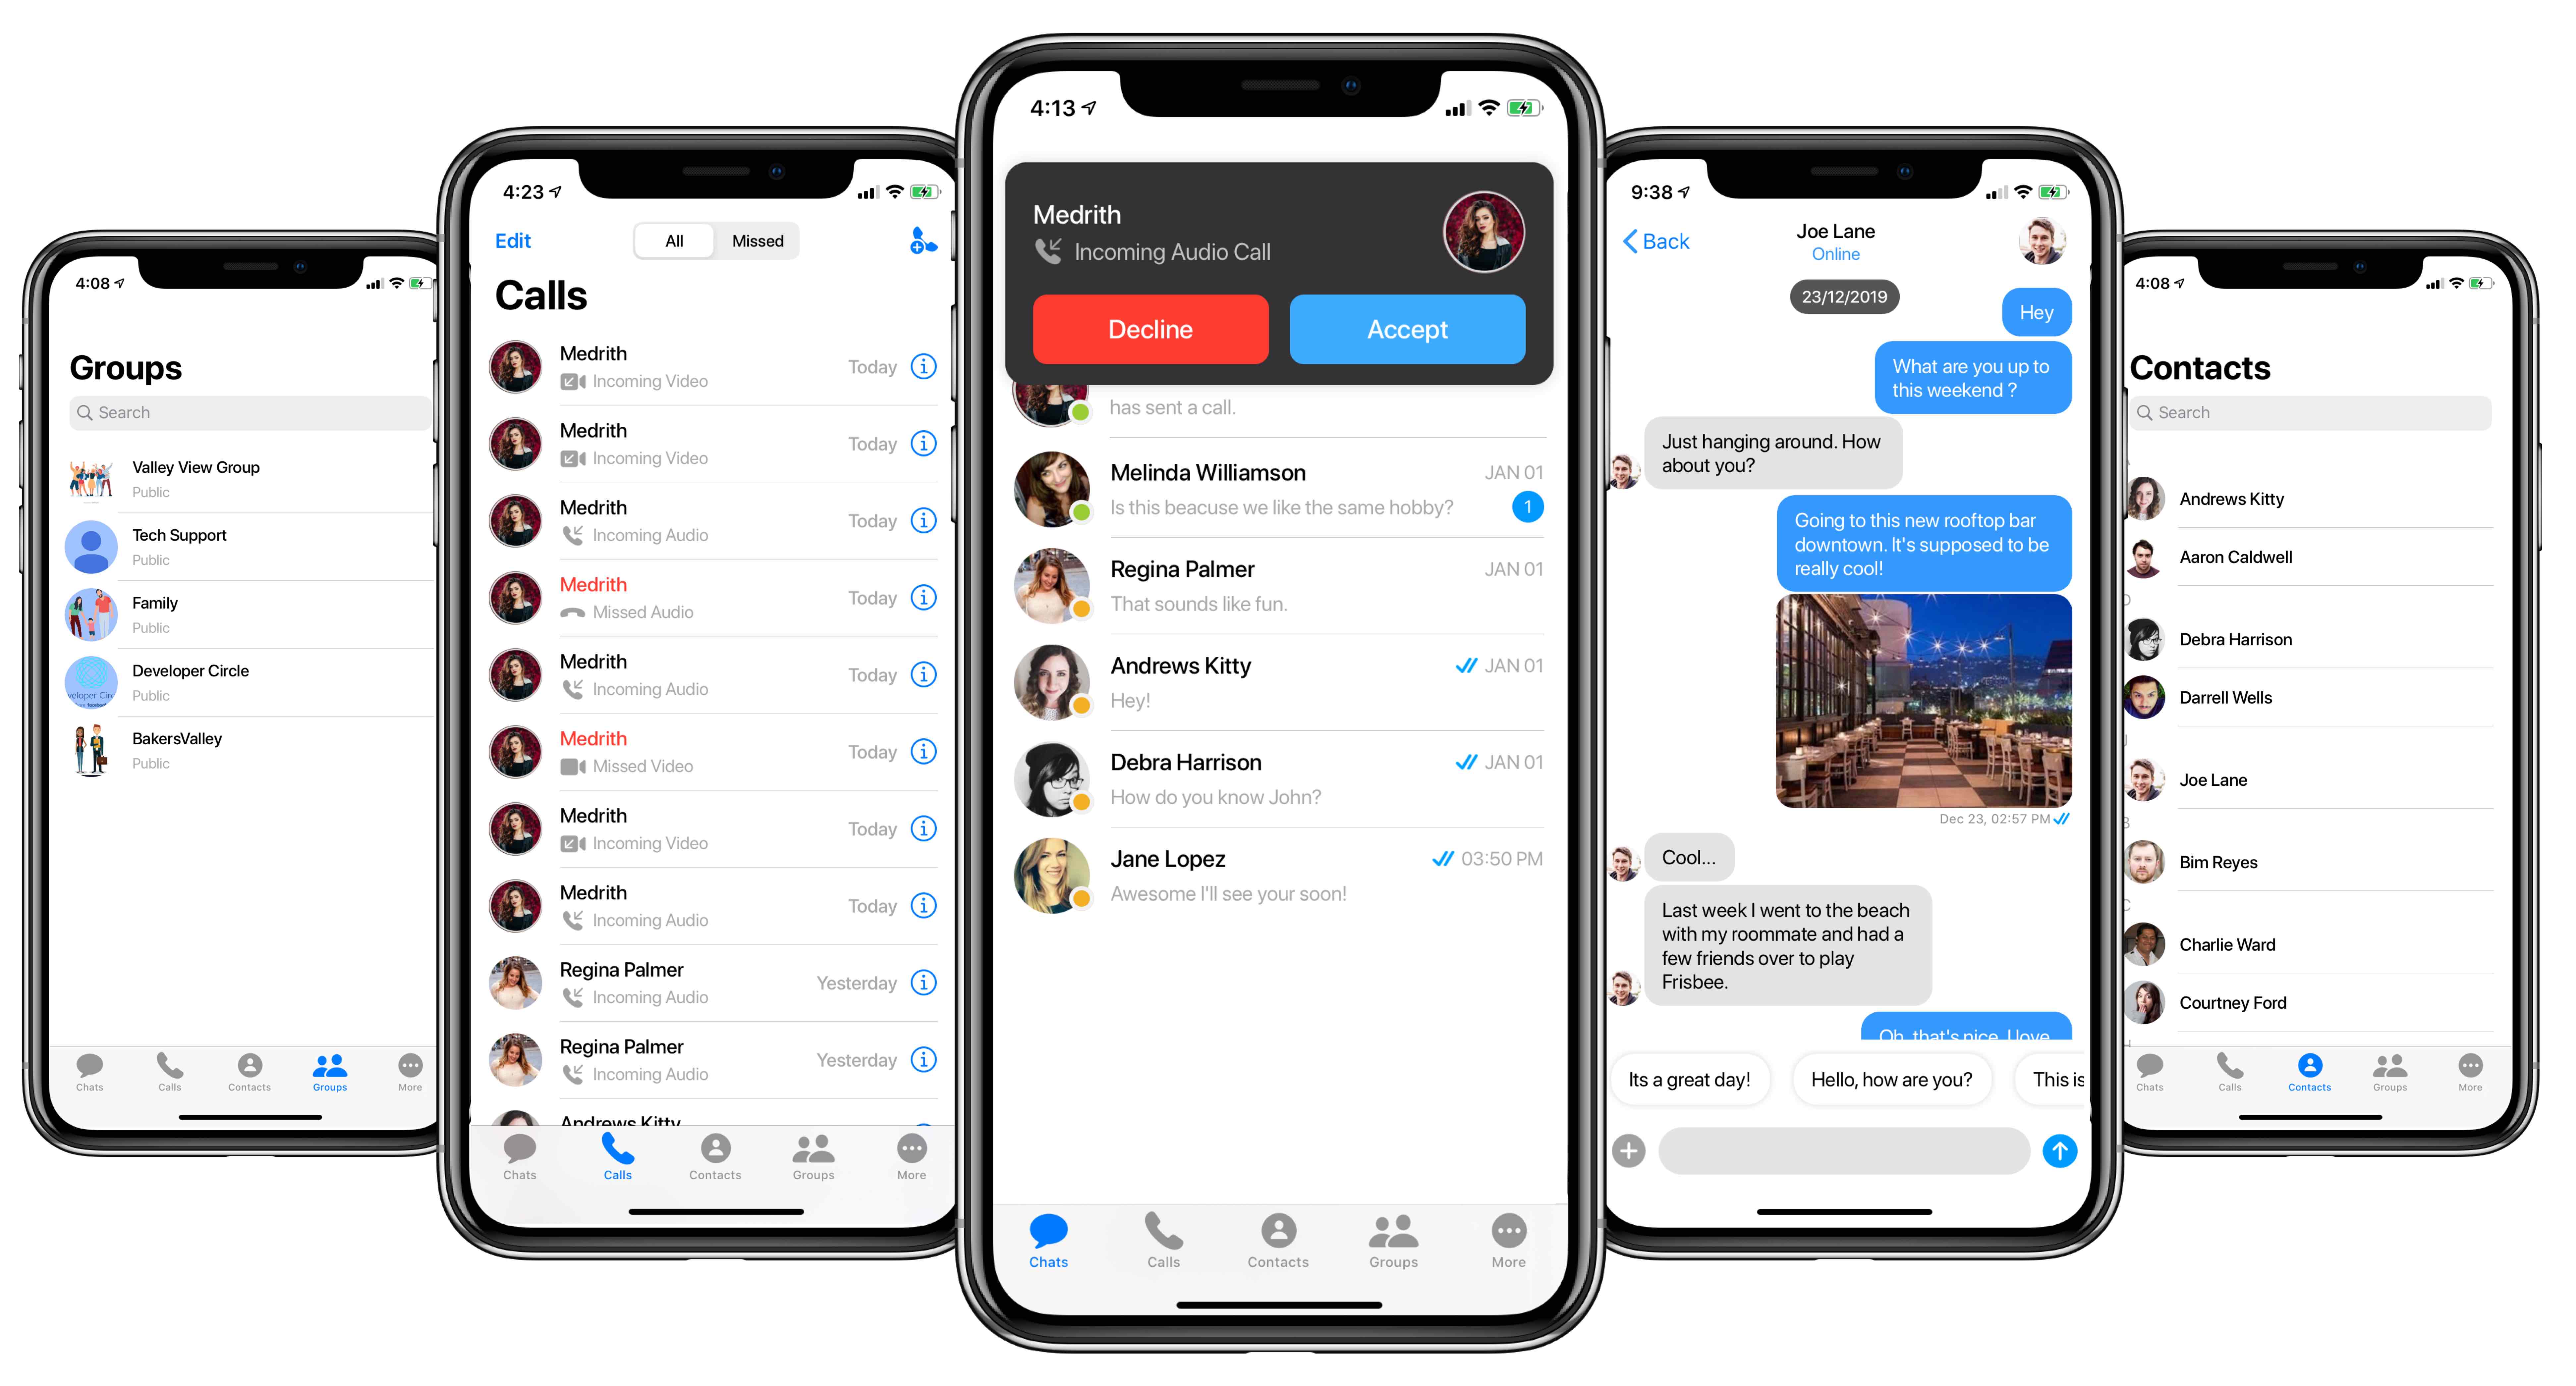 4:08
Groups
Search
Valley View Group
Public
Tech Support
Public
Family
Public
Developer Circle
Public
BakersValley
Public
Chats
Calls
Contacts
Groups
More
4:23
Edit
All
Missed
Calls
Medrith
Incoming Video
Today
Medrith
Incoming Video
Today
Medrith
Incoming Audio
Today
Medrith
Missed Audio
Today
Medrith
Incoming Audio
Today
Medrith
Missed Video
Today
Medrith
Incoming Video
Today
Medrith
Incoming Audio
Today
Regina Palmer
Incoming Audio
Yesterday
Regina Palmer
Incoming Audio
Yesterday
Andrews Kitty
Chats
Calls
Contacts
Groups
More
4:13
Medrith
Incoming Audio Call
Decline
Accept
has sent a call.
Melinda Williamson
JAN 01
Is this beacuse we like the same hobby?
1
Regina Palmer
JAN 01
That sounds like fun.
Andrews Kitty
JAN 01
Hey!
Debra Harrison
JAN 01
How do you know John?
Jane Lopez
03:50 PM
Awesome I'll see your soon!
Chats
Calls
Contacts
Groups
More
9:38
Back
Joe Lane
Online
23/12/2019
Hey
What are you up to
this weekend ?
Just hanging around. How
about you?
Going to this new rooftop bar
downtown. It's supposed to be
really cool!
Dec 23, 02:57 PM
Cool...
Last week I went to the beach
with my roommate and had a
few friends over to play
Frisbee.
Oh, that's nice. I love
Its a great day!
Hello, how are you?
This is
4:08
Contacts
Search
Andrews Kitty
Aaron Caldwell
D
Debra Harrison
Darrell Wells
J
Joe Lane
B
Bim Reyes
C
Charlie Ward
Courtney Ford
Chats
Calls
Contacts
Groups
More